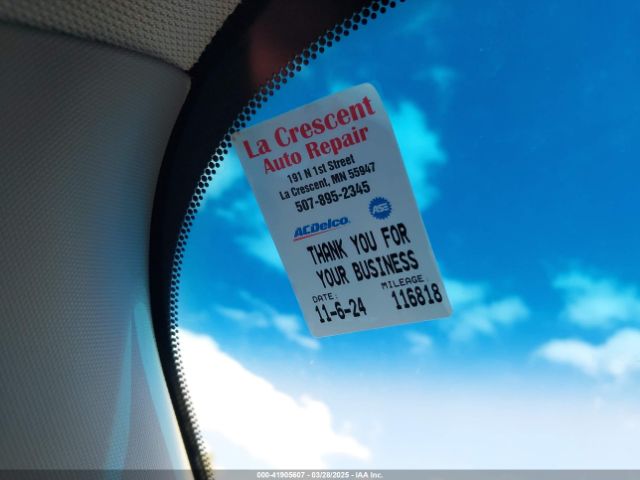 La Crescent
Auto Repair
191 N 1st Street
La Crescent, MN 55947
507-895-2345
ACDelco ASE
THANK YOU FOR
YOUR BUSINESS
DATE: MILEAGE:
11-6-24 116818
000-41905607 - 03/28/2025 - IAA Inc.